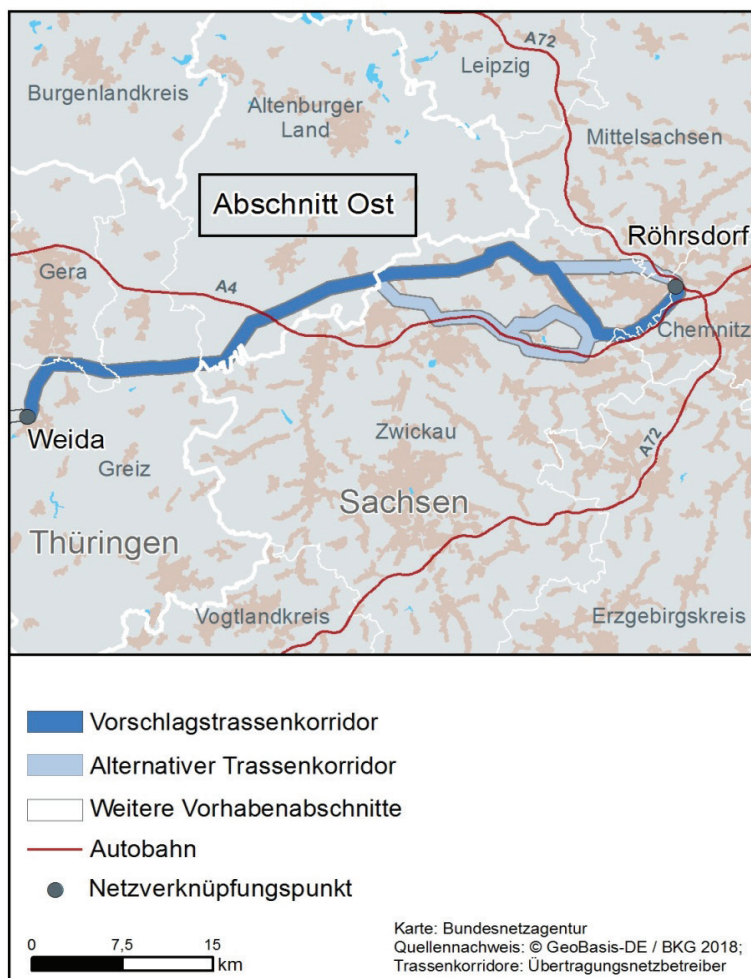 A72
Leipzig
Burgenlandkreis
Altenburger
Land
Mittelsachsen
Abschnitt Ost
Röhrsdorf
Gera
A4
Chemnitz
Weida
Zwickau
A72
Greiz
Sachsen
Thüringen
Vogtlandkreis
Erzgebirgskreis
Vorschlagstrassenkorridor
Alternativer Trassenkorridor
Weitere Vorhabenabschnitte
Autobahn
Netzverknüpfungspunkt
0 7,5 15
km
Karte: Bundesnetzagentur
Quellennachweis: © GeoBasis-DE / BKG 2018;
Trassenkorridore: Übertragungsnetzbetreiber